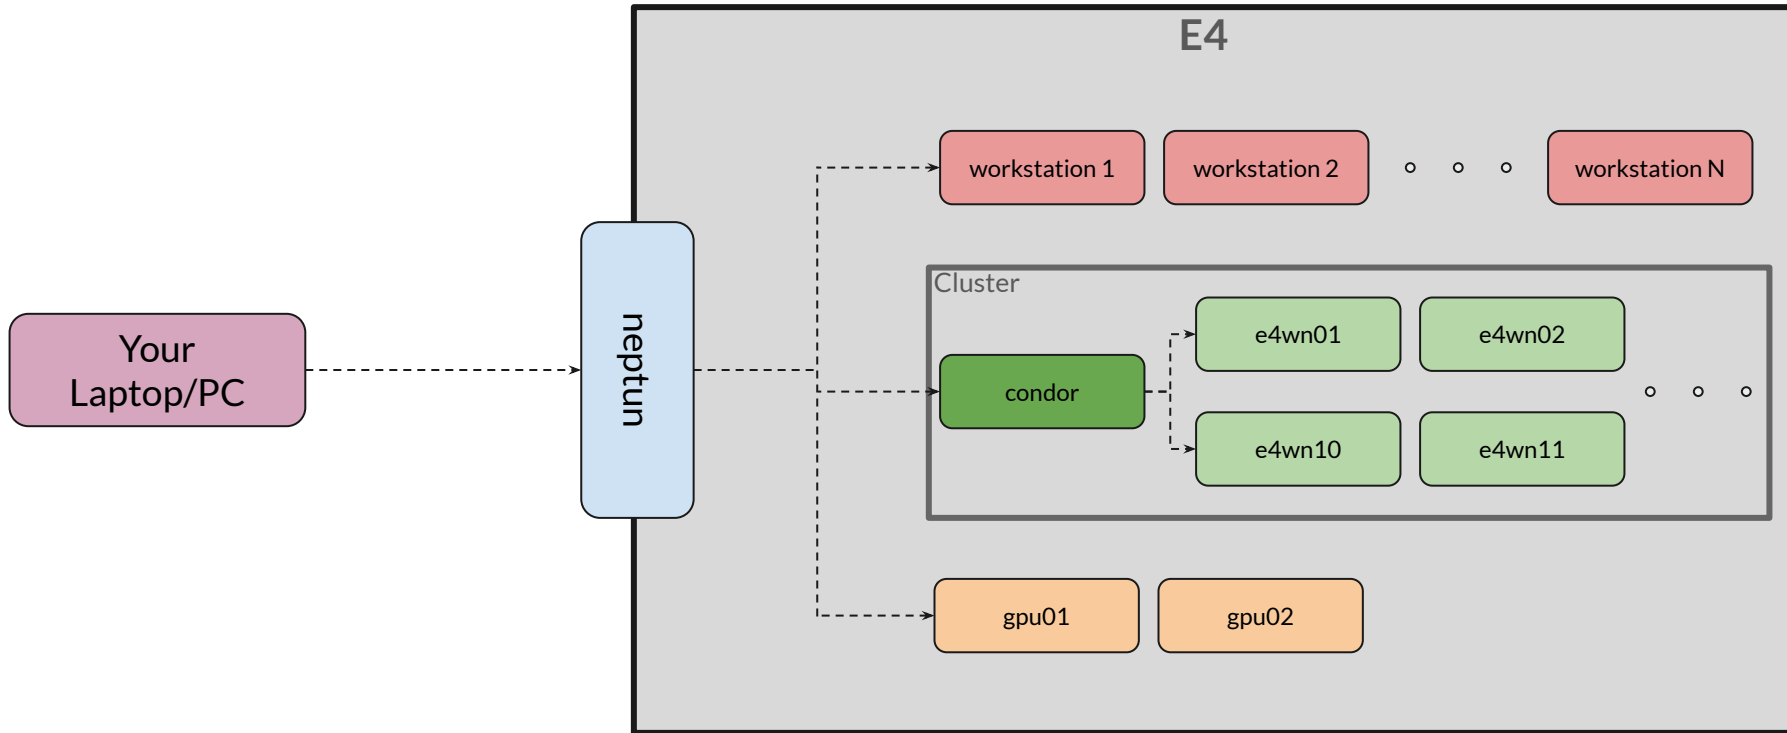 E4
workstation 1
workstation 2
workstation N
Your
Laptop/PC
neptun
Cluster
condor
e4wn01
e4wn02
e4wn10
e4wn11
gpu01
gpu02